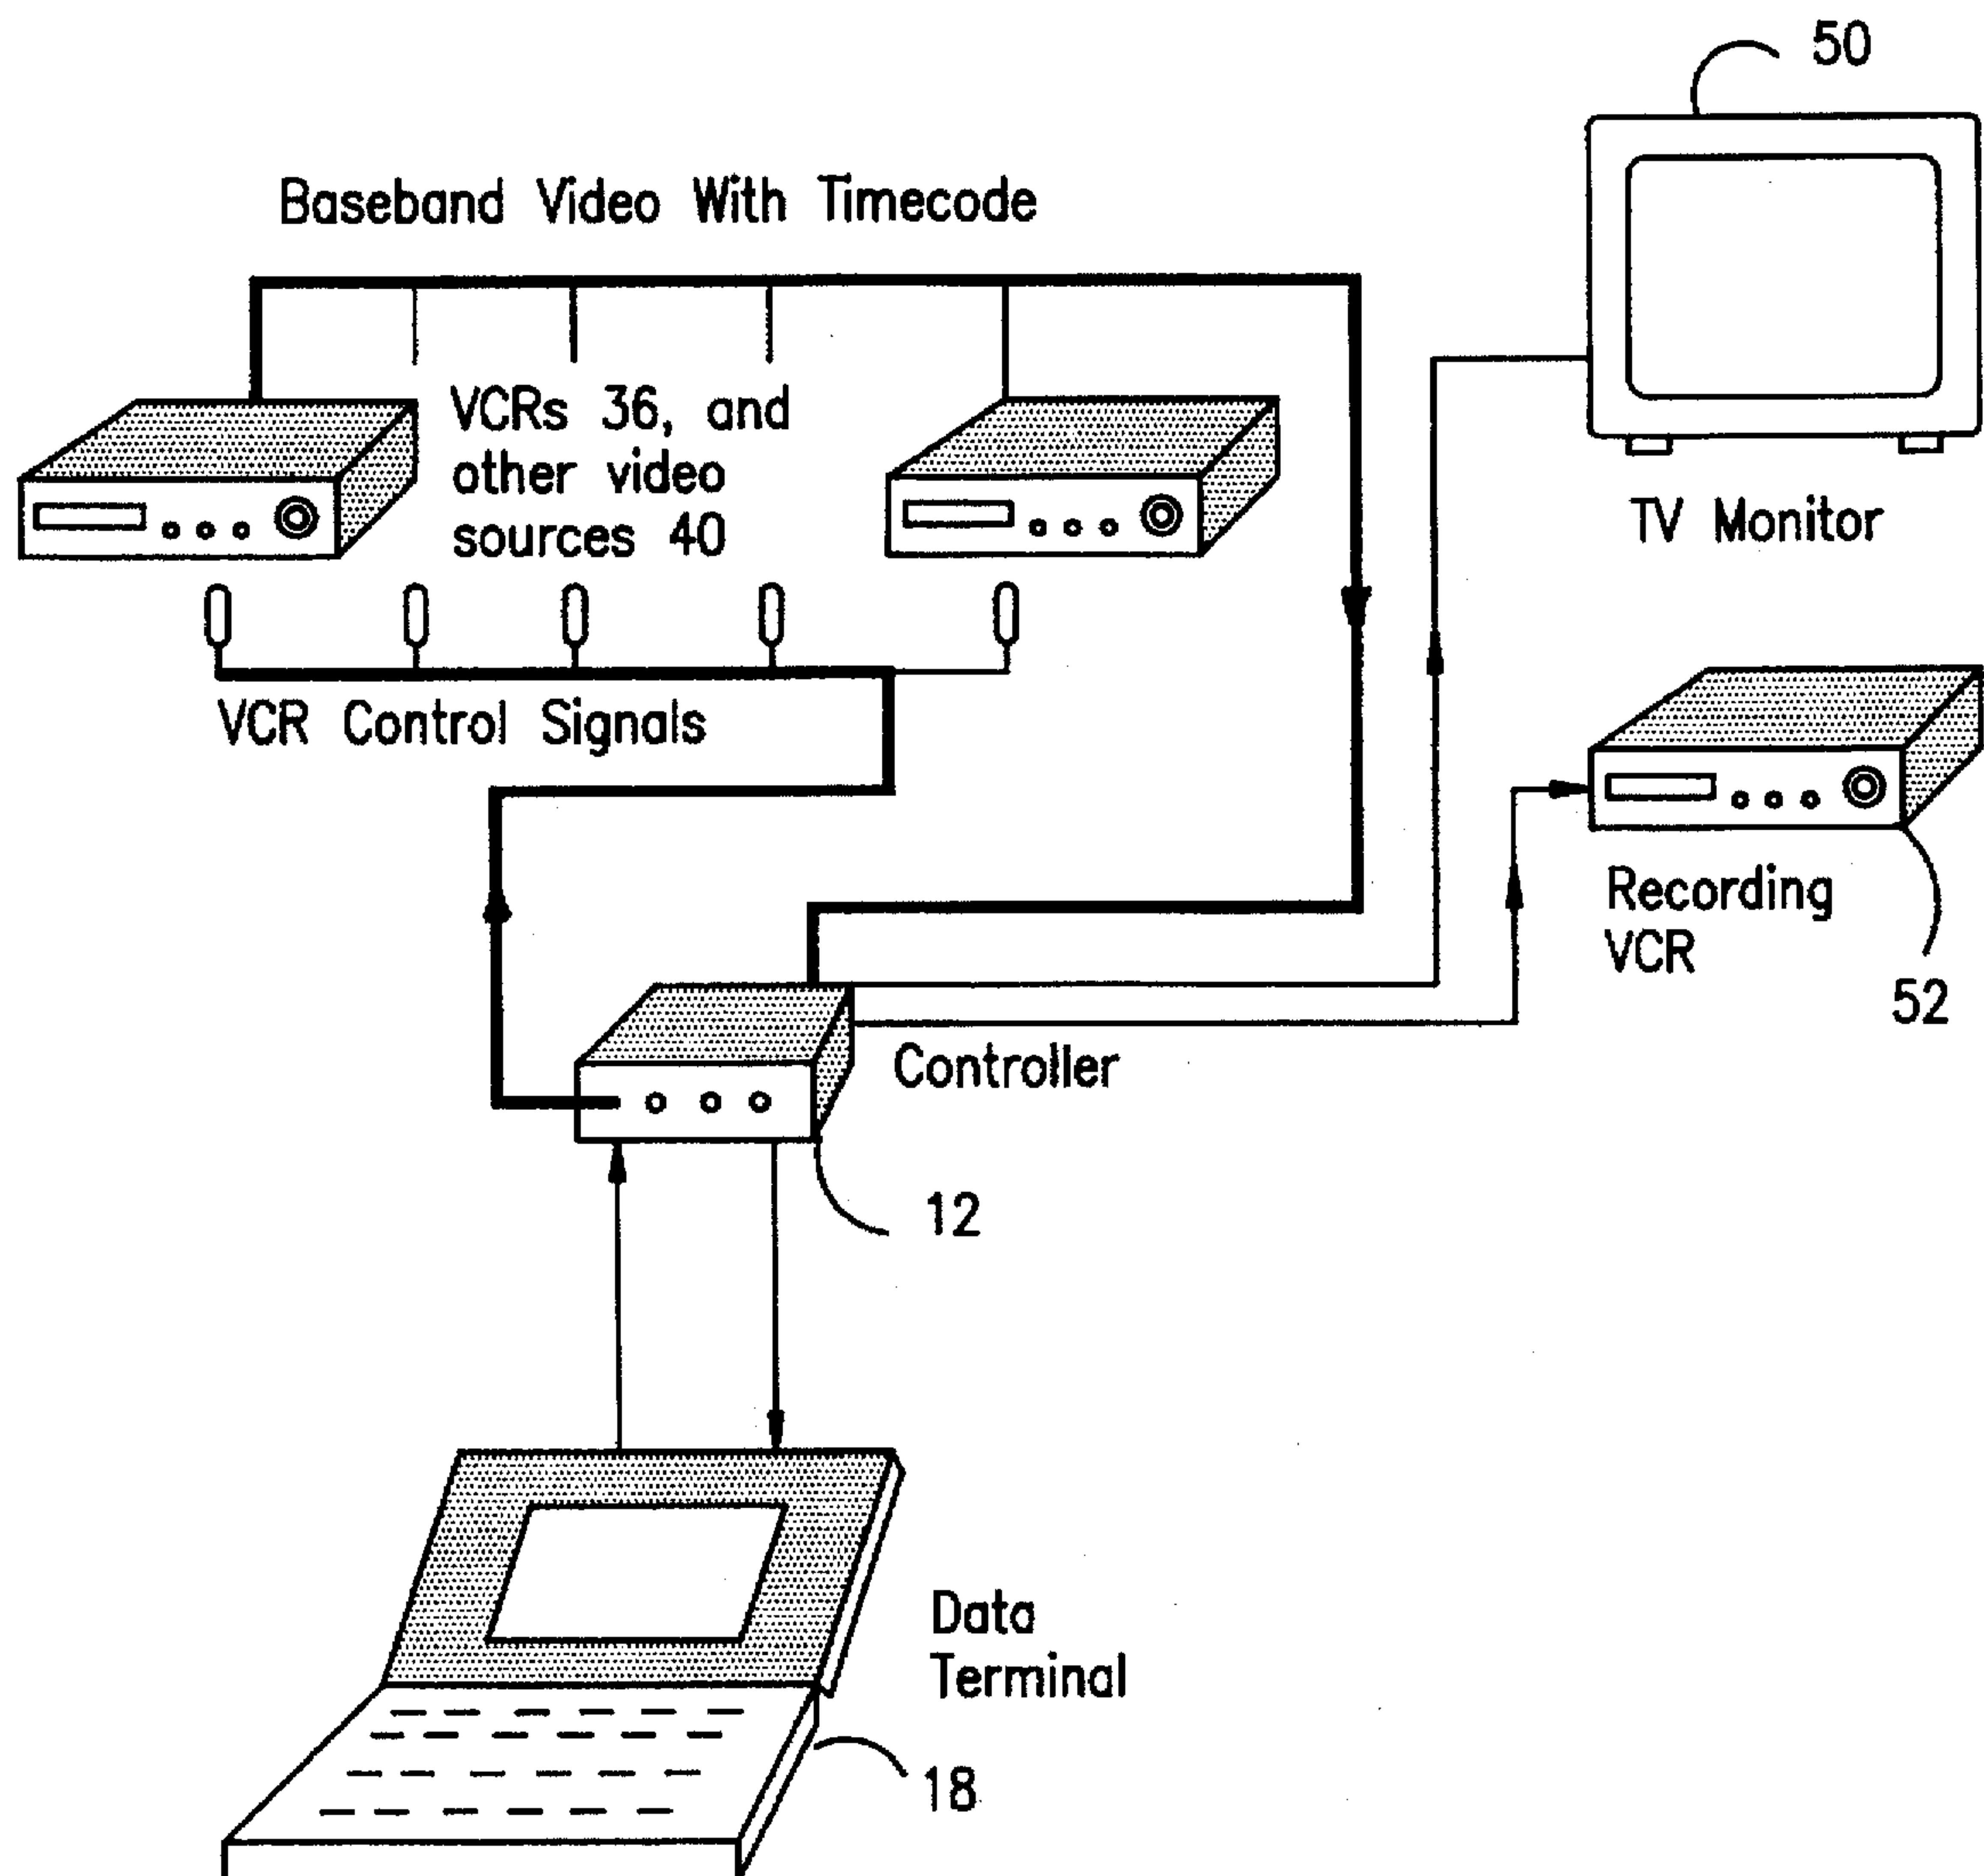 50
Baseband Video With Timecode
VCRs 36, and
other video
sources 40
TV Monitor
VCR Control Signals
Recording
VCR
52
Controller
12
Data
Terminal
18